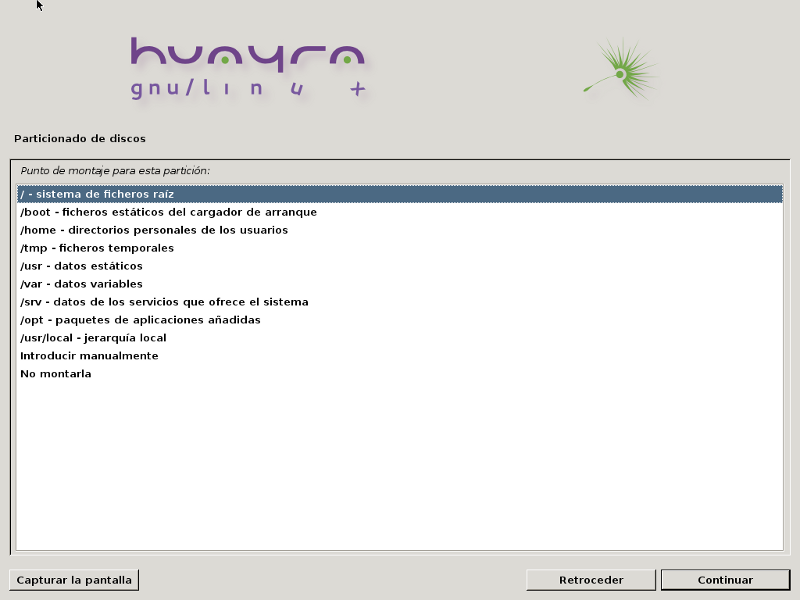 huayra
gnu/linux
Particionado de discos
Punto de montaje para esta partición:
/ - sistema de ficheros raíz
/boot - ficheros estáticos del cargador de arranque
/home - directorios personales de los usuarios
/tmp - ficheros temporales
/usr - datos estáticos
/var - datos variables
/srv - datos de los servicios que ofrece el sistema
/opt - paquetes de aplicaciones añadidas
/usr/local - jerarquía local
Introducir manualmente
No montarla
Capturar la pantalla
Retroceder
Continuar